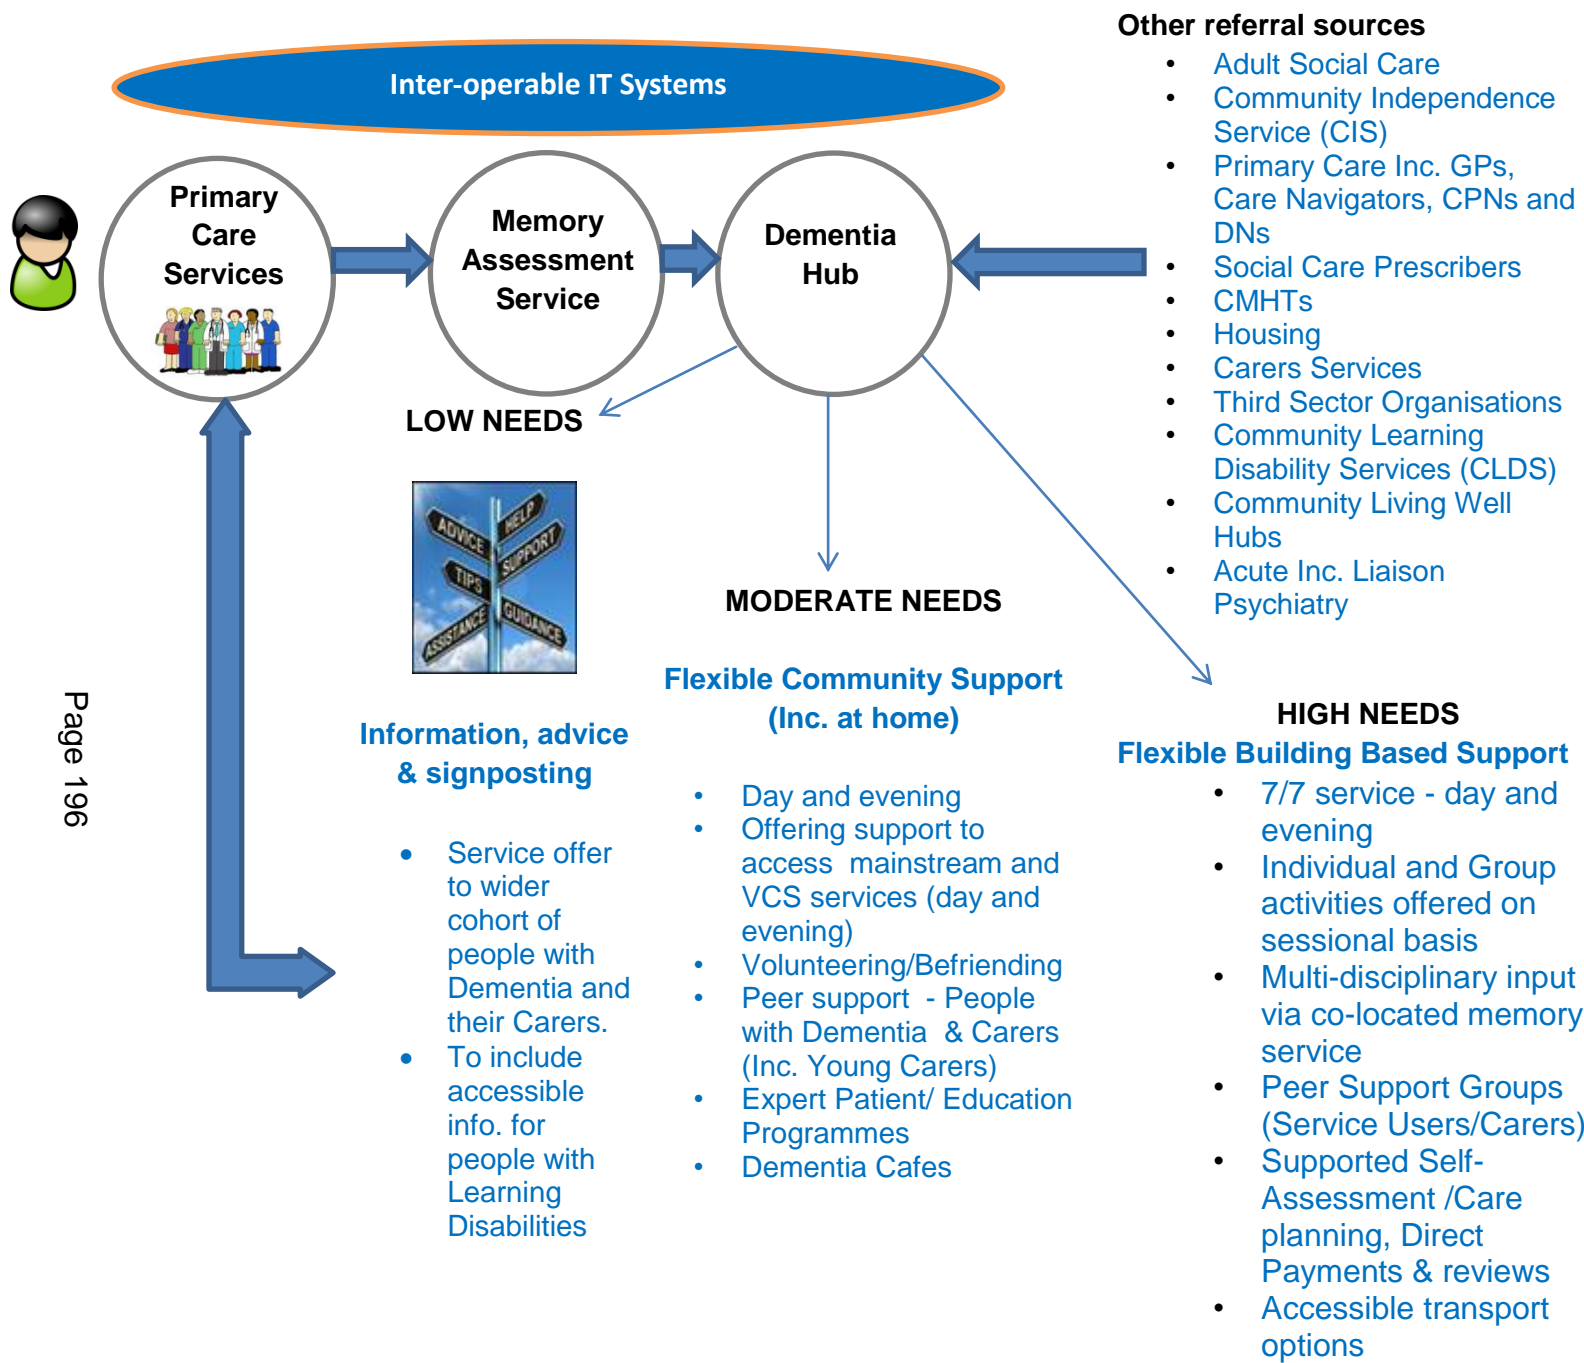 Inter-operable IT Systems
Primary
Care
Services
Memory
Assessment
Service
Dementia
Hub
Other referral sources
• Adult Social Care
• Community Independence
Service (CIS)
• Primary Care Inc. GPs,
Care Navigators, CPNs and
DNs
• Social Care Prescribers
• CMHTs
• Housing
• Carers Services
• Third Sector Organisations
• Community Learning
Disability Services (CLDS)
• Community Living Well
Hubs
• Acute Inc. Liaison
Psychiatry
LOW NEEDS
ADVICE
HELP
SUPPORT
TIPS
GUIDANCE
ASSISTANCE
Information, advice
& signposting
• Service offer
to wider
cohort of
people with
Dementia and
their Carers.
• To include
accessible
info. for
people with
Learning
Disabilities
MODERATE NEEDS
Flexible Community Support
(Inc. at home)
• Day and evening
• Offering support to
access mainstream and
VCS services (day and
evening)
• Volunteering/Befriending
• Peer support - People
with Dementia & Carers
(Inc. Young Carers)
• Expert Patient/ Education
Programmes
• Dementia Cafes
HIGH NEEDS
Flexible Building Based Support
• 7/7 service - day and
evening
• Individual and Group
activities offered on
sessional basis
• Multi-disciplinary input
via co-located memory
service
• Peer Support Groups
(Service Users/Carers)
• Supported Self-
Assessment /Care
planning, Direct
Payments & reviews
• Accessible transport
options
Page 196